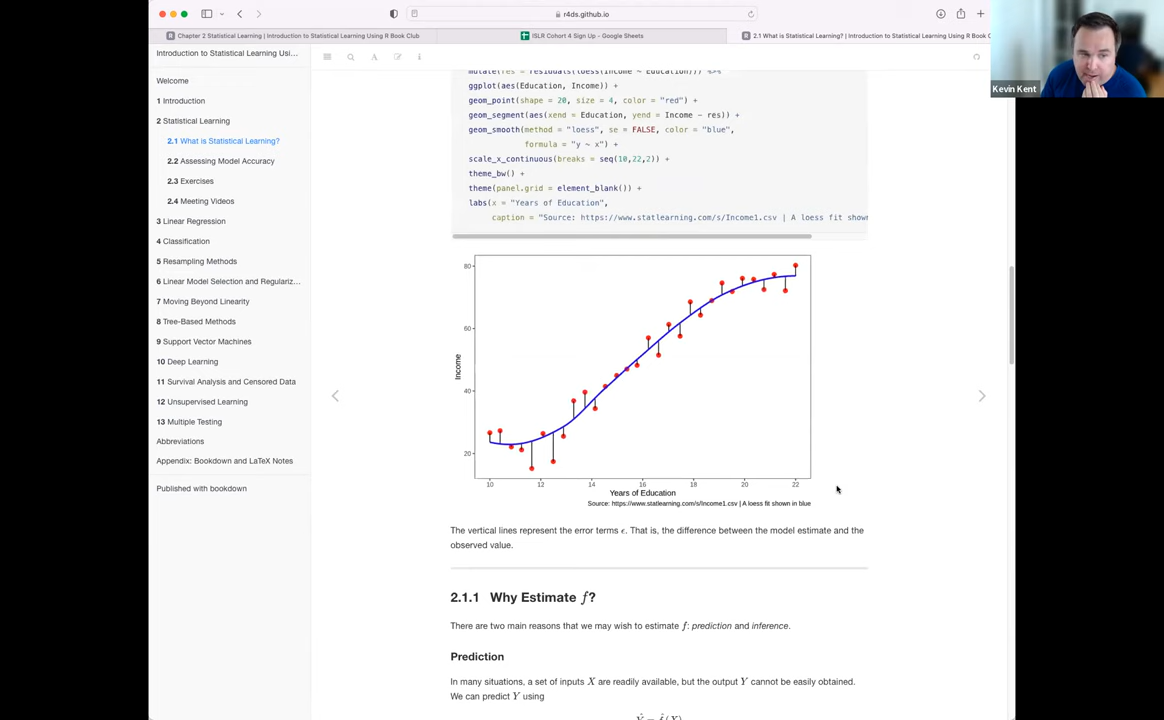 r4ds.github.io
Chapter 2 Statistical Learning | Introduction to Statistical Learning Using R Book Club
ISLR Cohort 4 Sign Up - Google Sheets
2.1 What is Statistical Learning? | Introduction to Statistical Learning Using R Book C
Kevin Kent
Introduction to Statistical Learning Usi...
Welcome
1 Introduction
2 Statistical Learning
2.1 What is Statistical Learning?
2.2 Assessing Model Accuracy
2.3 Exercises
2.4 Meeting Videos
3 Linear Regression
4 Classification
5 Resampling Methods
6 Linear Model Selection and Regulariz...
7 Moving Beyond Linearity
8 Tree-Based Methods
9 Support Vector Machines
10 Deep Learning
11 Survival Analysis and Censored Data
12 Unsupervised Learning
13 Multiple Testing
Abbreviations
Appendix: Bookdown and LaTeX Notes
Published with bookdown
mutate(res = residuals(loess(Income ~ Education))) %>%
ggplot(aes(Education, Income)) +
geom_point(shape = 20, size = 4, color = "red") +
geom_segment(aes(xend = Education, yend = Income - res)) +
geom_smooth(method = "loess", se = FALSE, color = "blue",
formula = "y ~ x") +
scale_x_continuous(breaks = seq(10,22,2)) +
theme_bw() +
theme(panel.grid = element_blank()) +
labs(x = "Years of Education",
caption = "Source: https://www.statlearning.com/s/Income1.csv | A loess fit shown
80
60
40
20
Income
10 12 14 16 18 20 22
Years of Education
Source: https://www.statlearning.com/s/Income1.csv | A loess fit shown in blue
The vertical lines represent the error terms ϵ. That is, the difference between the model estimate and the
observed value.
2.1.1 Why Estimate f?
There are two main reasons that we may wish to estimate f: prediction and inference.
Prediction
In many situations, a set of inputs X are readily available, but the output Y cannot be easily obtained.
We can predict Y using